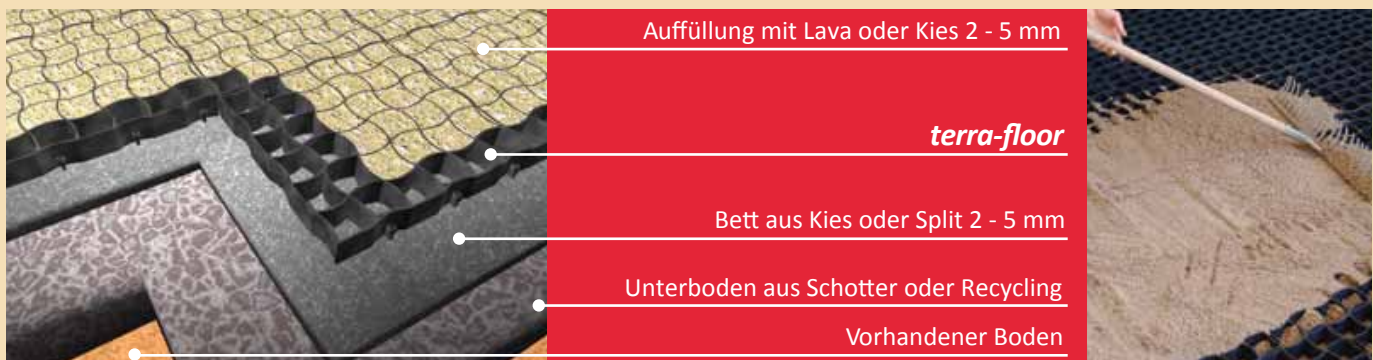 Auffüllung mit Lava oder Kies 2 - 5 mm
terra-floor
Bett aus Kies oder Split 2 - 5 mm
Unterboden aus Schotter oder Recycling
Vorhandener Boden